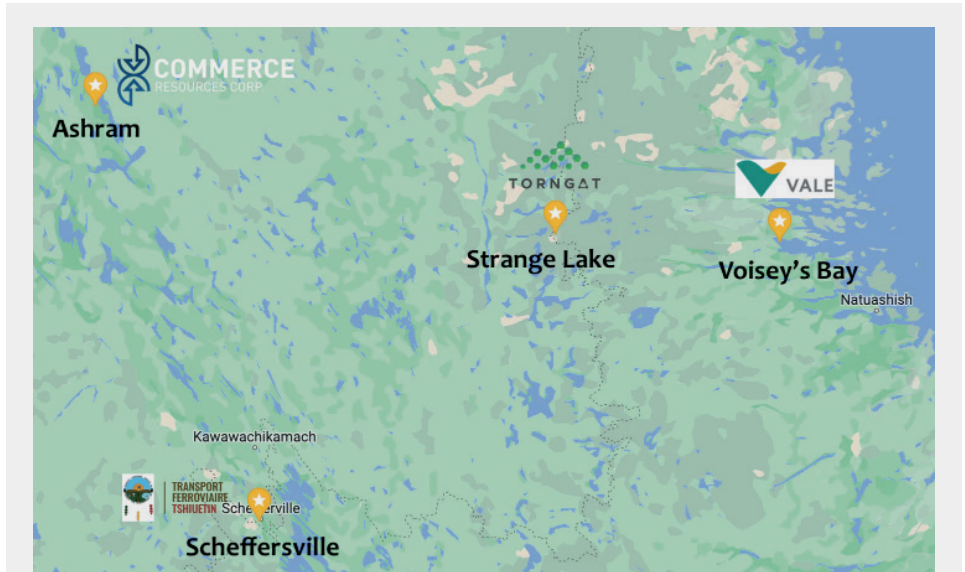 COMMERCE
RESOURCES CORP.
Ashram
TORNGAT
Strange Lake
VALE
Voisey's Bay
Natuashish
Kawawachikamach
TRANSPORT
FERROVIAIRE
TSHIUETIN
Schefferville
Scheffersville